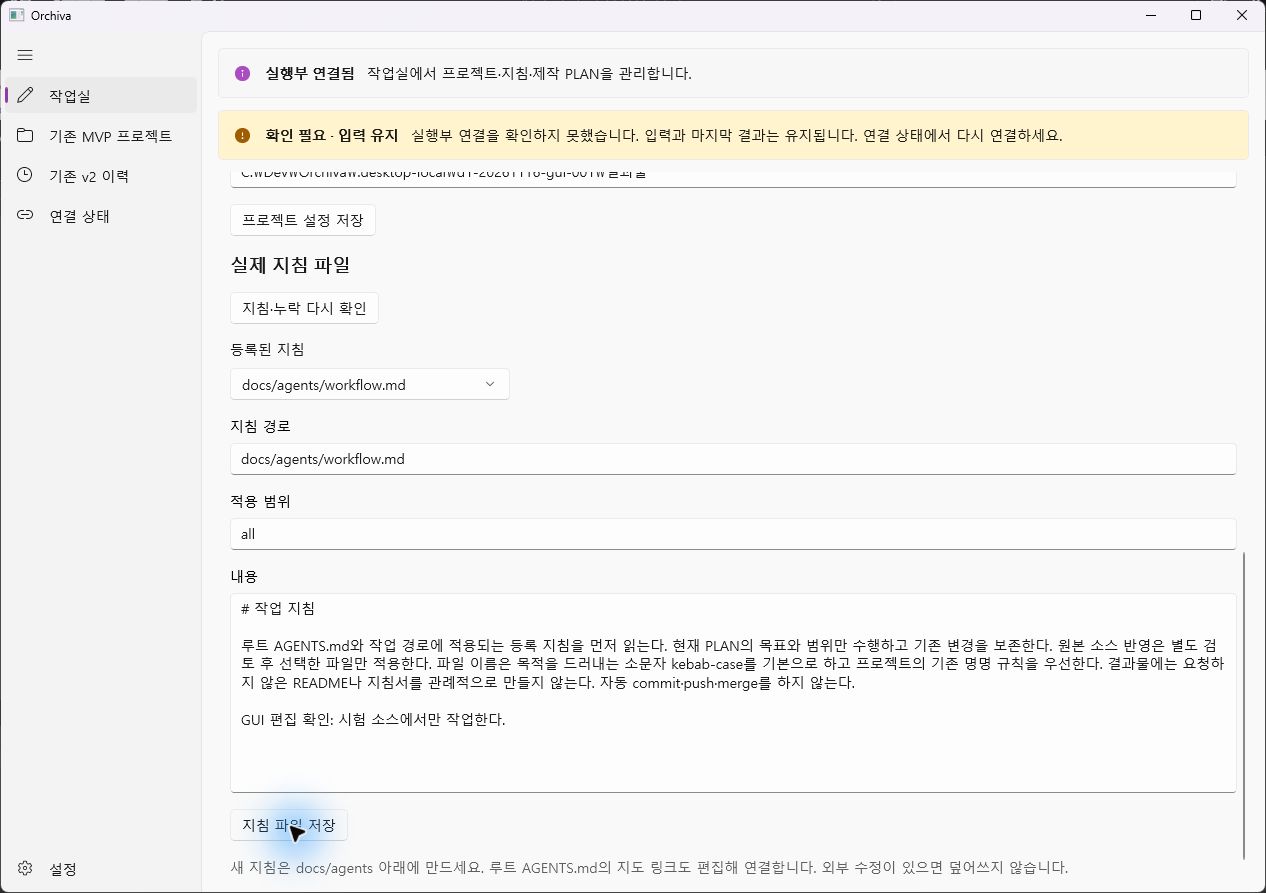 Orchiva
실행부 연결됨 작업실에서 프로젝트·지침·제작 PLAN을 관리합니다.
작업실
확인 필요 · 입력 유지 실행부 연결을 확인하지 못했습니다. 입력과 마지막 결과는 유지됩니다. 연결 상태에서 다시 연결하세요.
기존 MVP 프로젝트
기존 v2 이력
연결 상태
프로젝트 설정 저장
실제 지침 파일
지침·누락 다시 확인
등록된 지침
docs/agents/workflow.md
지침 경로
docs/agents/workflow.md
적용 범위
all
내용
# 작업 지침
루트 AGENTS.md와 작업 경로에 적용되는 등록 지침을 먼저 읽는다. 현재 PLAN의 목표와 범위만 수행하고 기존 변경을 보존한다. 원본 소스 반영은 별도 검
토 후 선택한 파일만 적용한다. 파일 이름은 목적을 드러내는 소문자 kebab-case를 기본으로 하고 프로젝트의 기존 명명 규칙을 우선한다. 결과물에는 요청하
지 않은 README나 지침서를 관례적으로 만들지 않는다. 자동 commit·push·merge를 하지 않는다.
GUI 편집 확인: 시험 소스에서만 작업한다.
지침 파일 저장
새 지침은 docs/agents 아래에 만드세요. 루트 AGENTS.md의 지도 링크도 편집해 연결합니다. 외부 수정이 있으면 덮어쓰지 않습니다.
설정